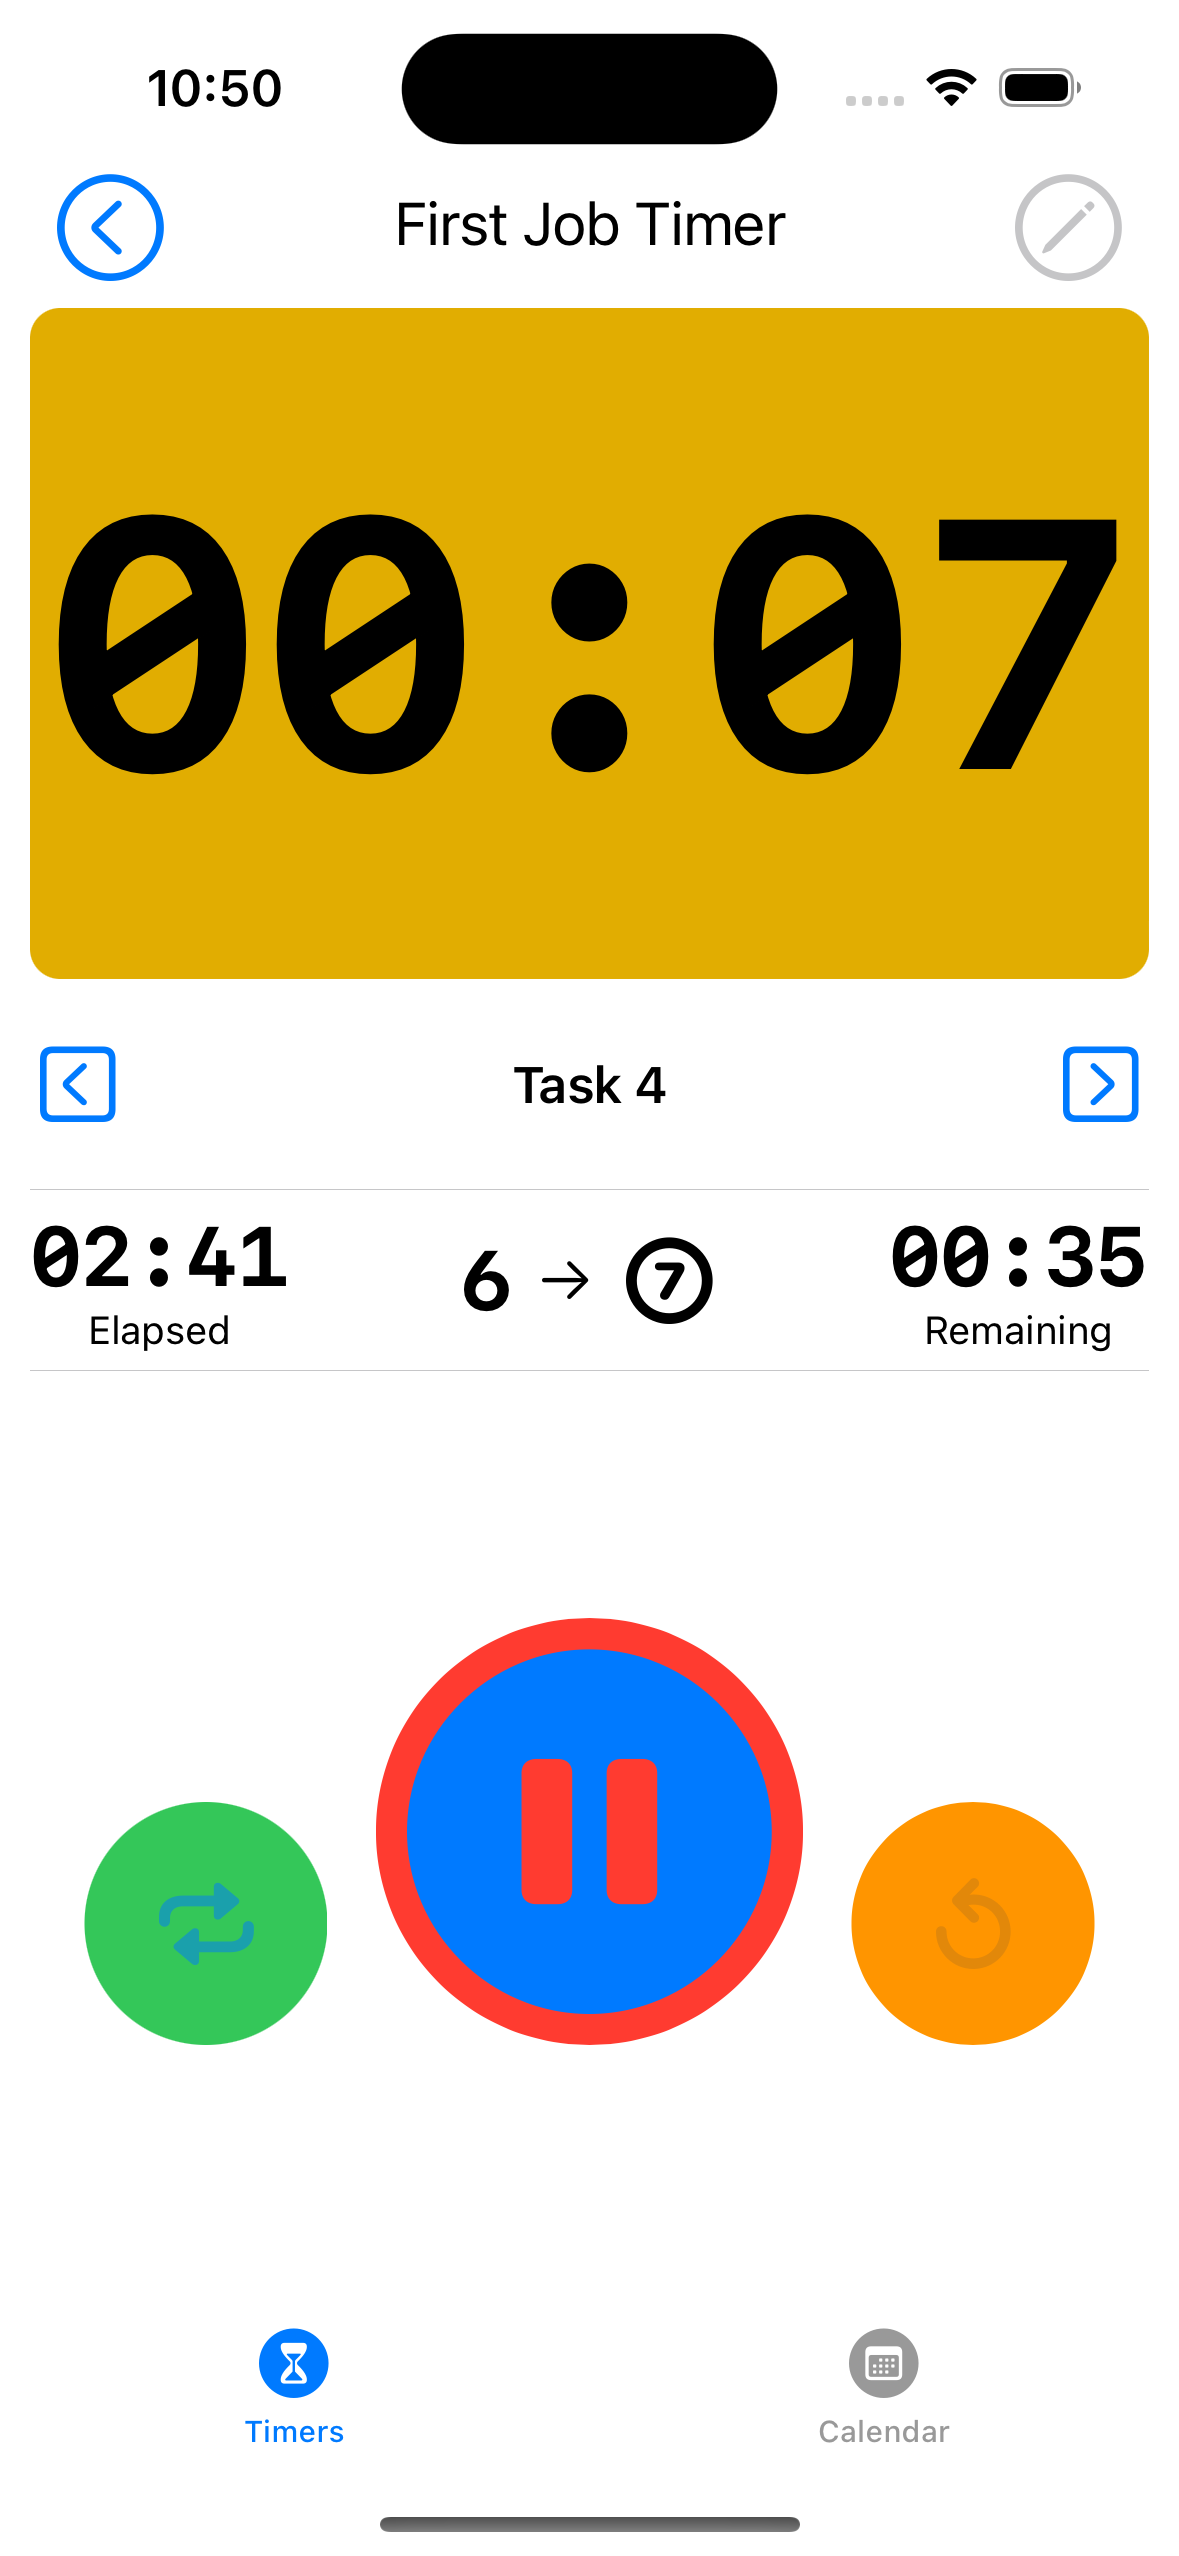 10:50
First Job Timer
00:07
Task 4
02:41 6 → 7 00:35
Elapsed Remaining
Timers Calendar